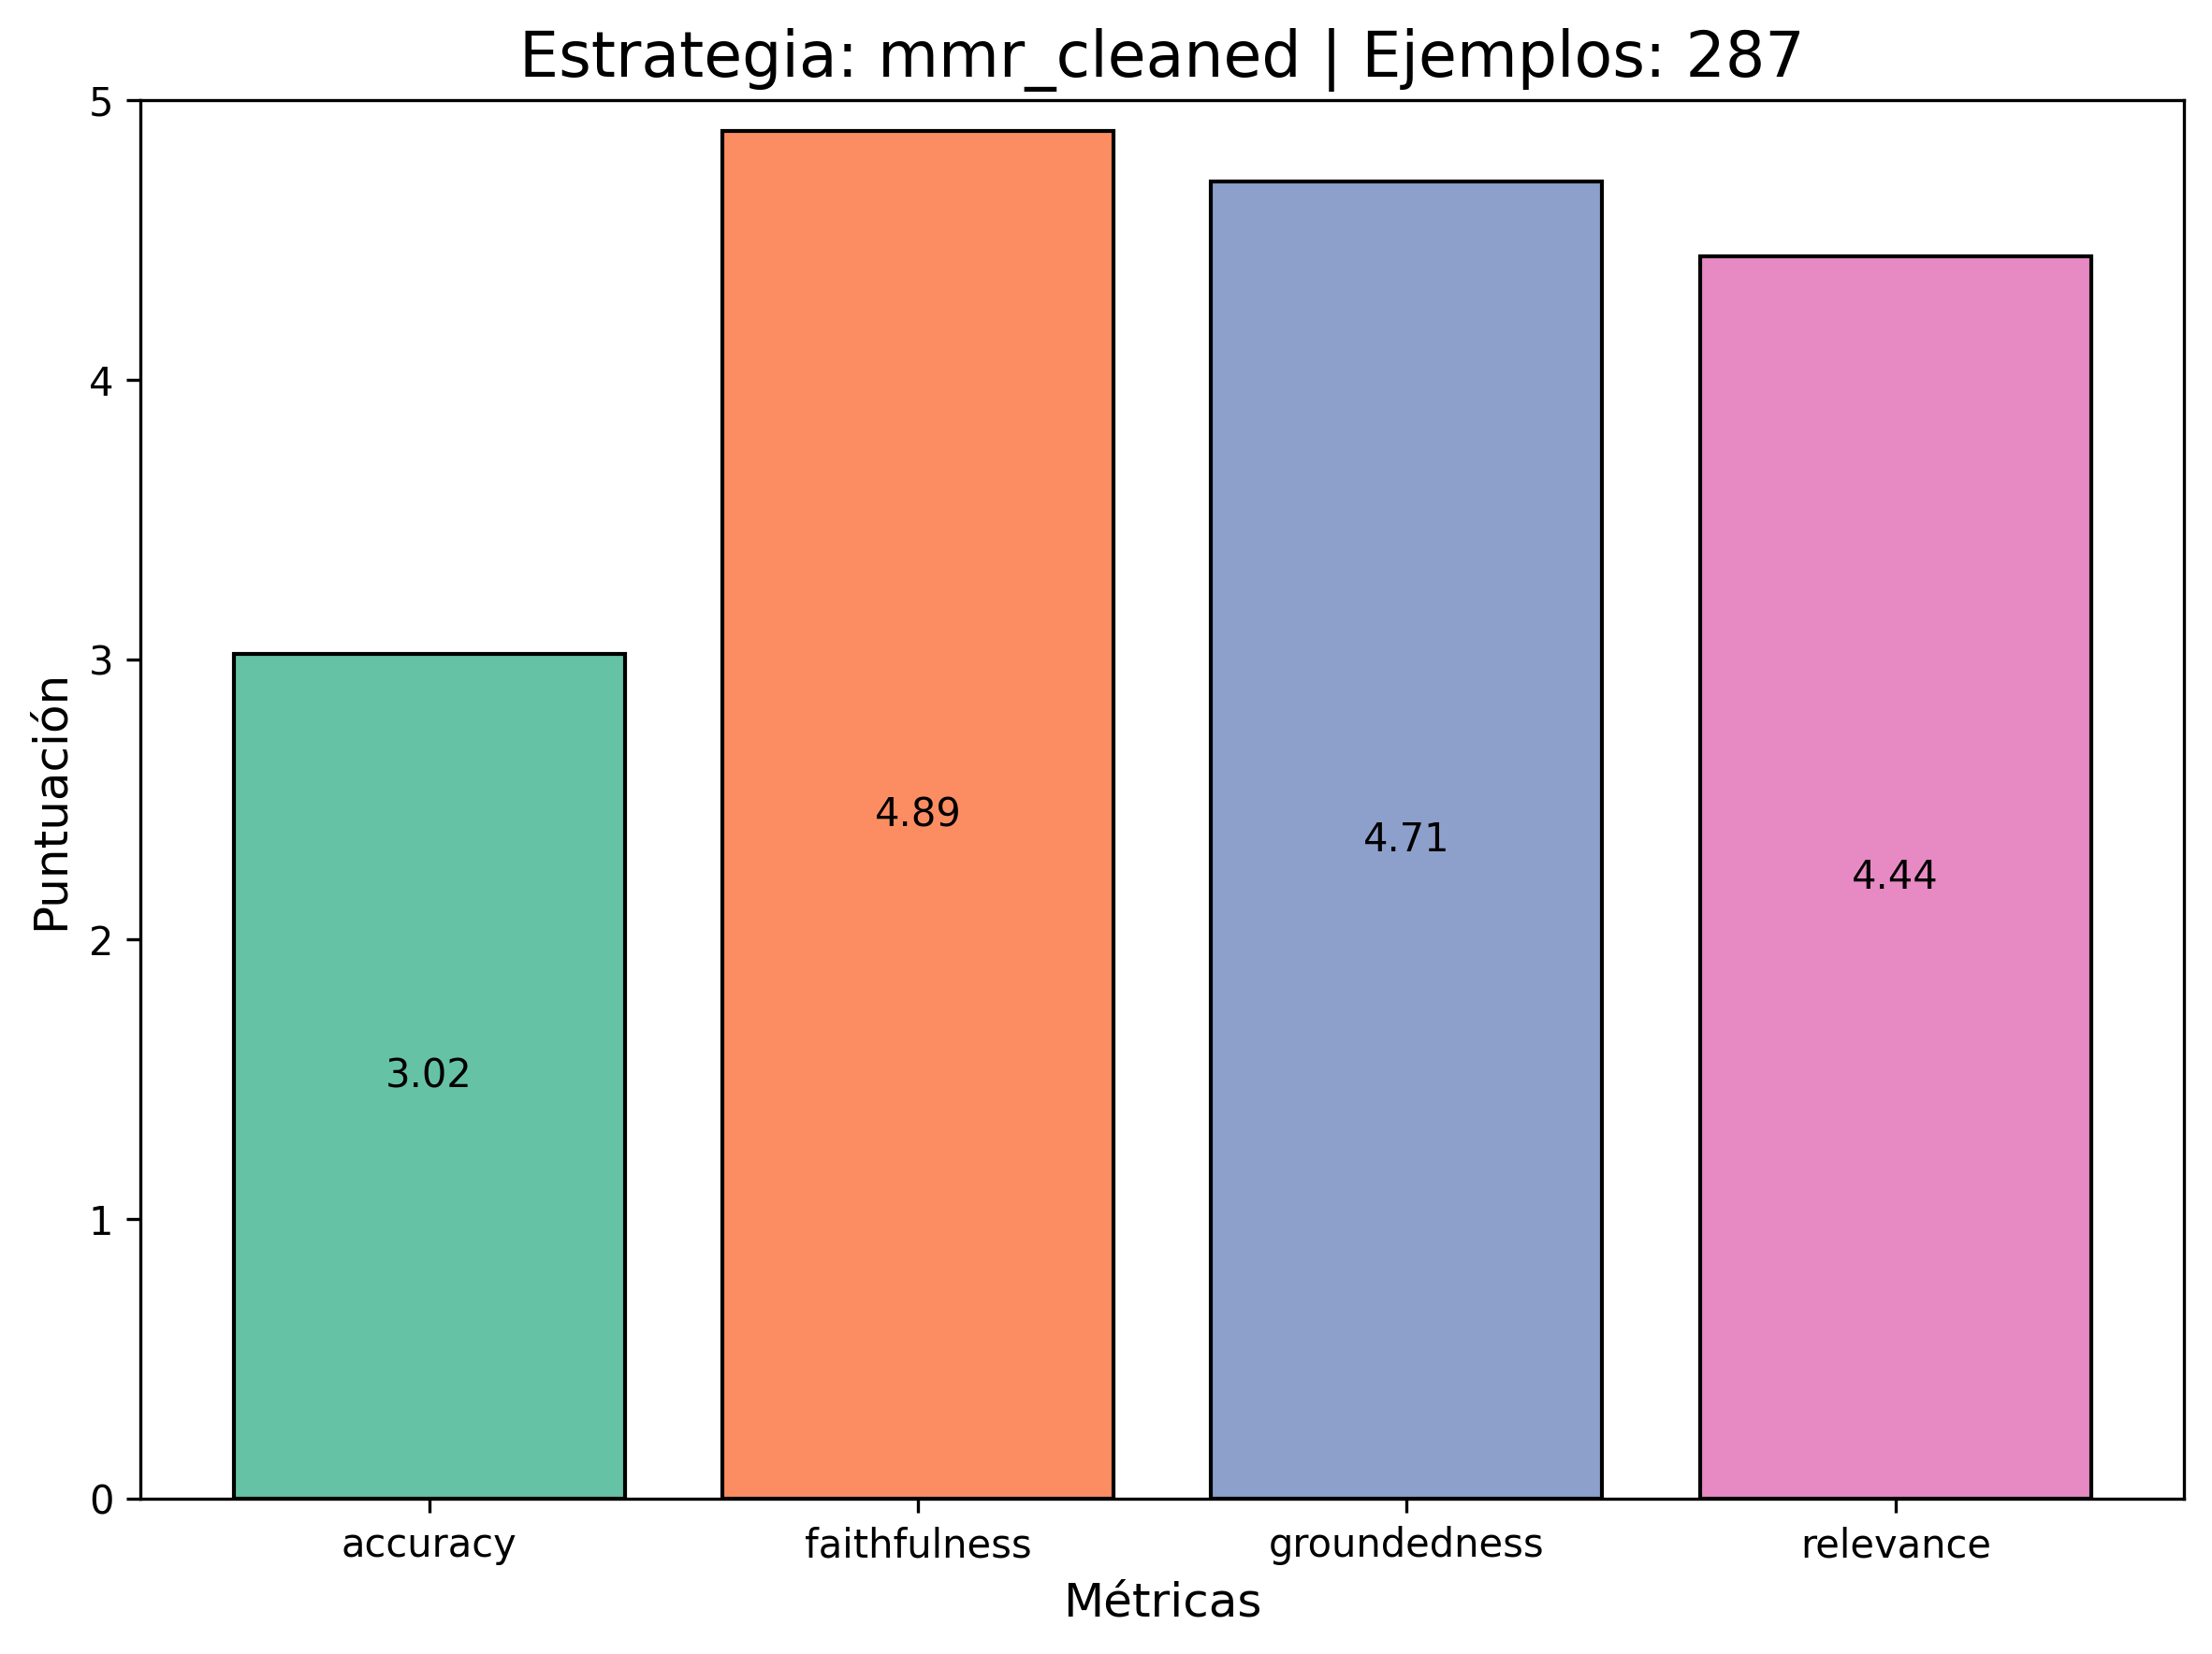 Estrategia: mmr_cleaned | Ejemplos: 287
Puntuación
5
4
3
2
1
0
3.02
4.89
4.71
4.44
accuracy
faithfulness
groundedness
relevance
Métricas